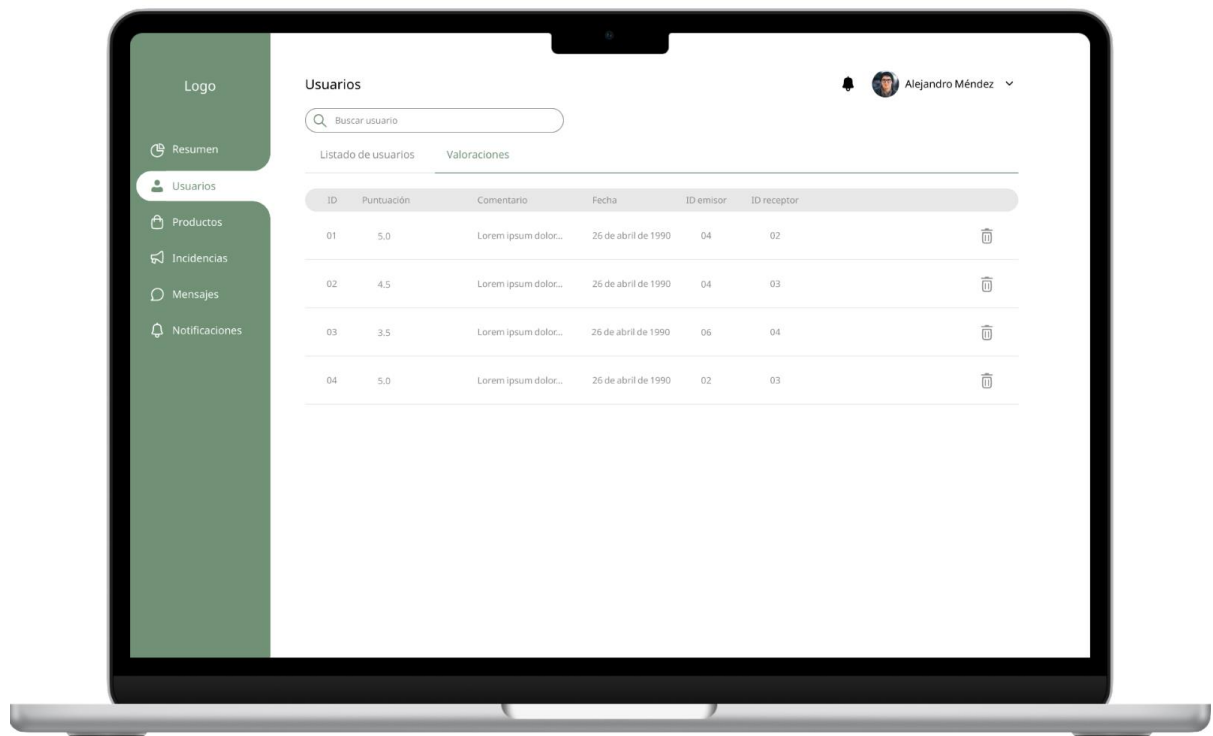 Logo
Resumen
Usuarios
Productos
Incidencias
Mensajes
Notificaciones
Usuarios
Alejandro Méndez
Buscar usuario
Listado de usuarios Valoraciones
ID Puntuación Comentario Fecha ID emisor ID receptor
01 5.0 Lorem ipsum dolor... 26 de abril de 1990 04 02
02 4.5 Lorem ipsum dolor... 26 de abril de 1990 04 03
03 3.5 Lorem ipsum dolor... 26 de abril de 1990 06 04
04 5.0 Lorem ipsum dolor... 26 de abril de 1990 02 03